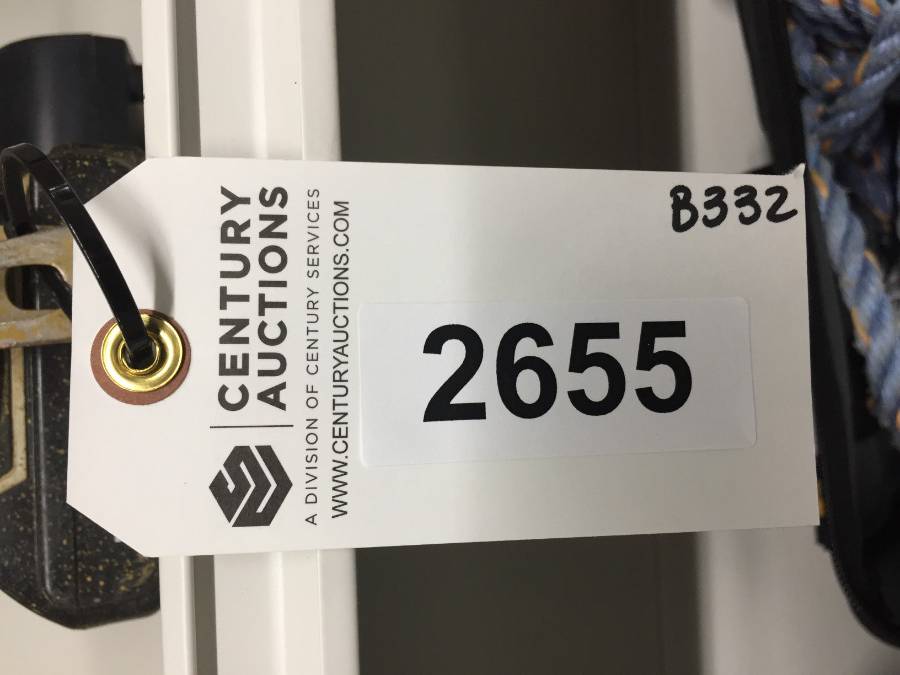 CENTURY
AUCTIONS
A DIVISION OF CENTURY SERVICES
WWW.CENTURYAUCTIONS.COM
B332
2655